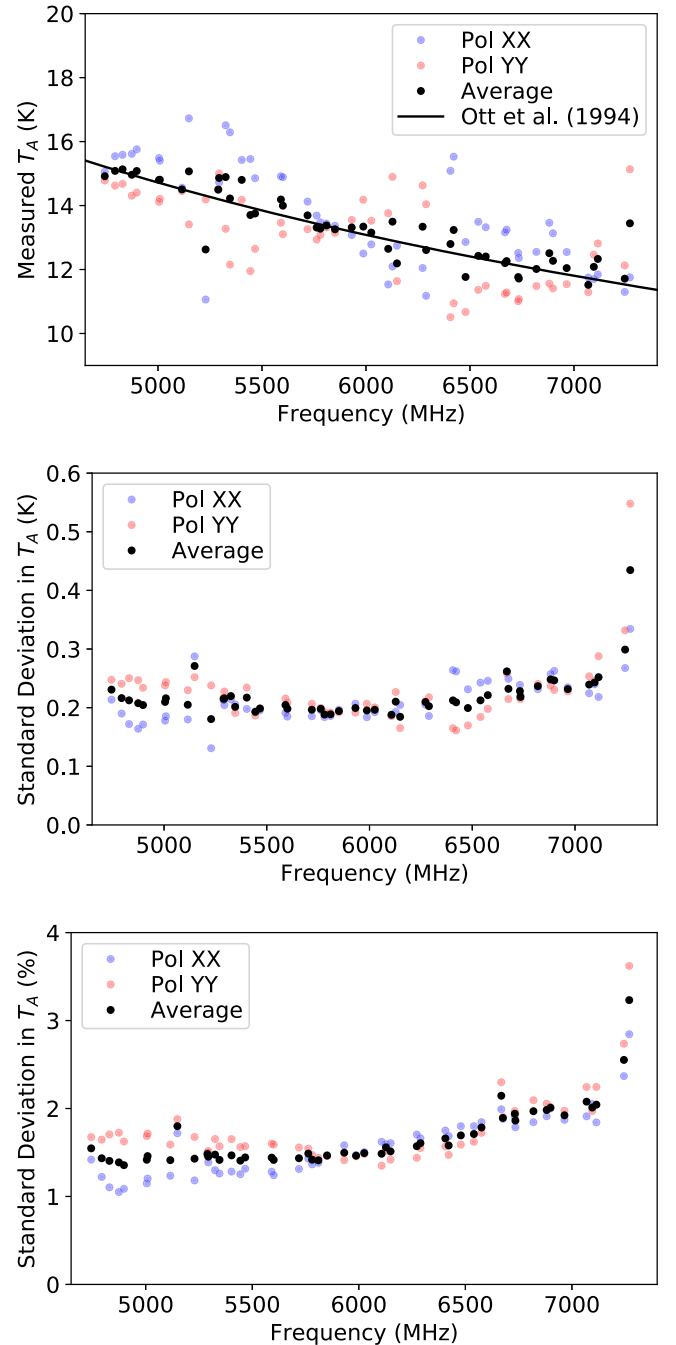 20
18
16
14
12
10
Measured T_A (K)
Pol XX
Pol YY
Average
Ott et al. (1994)
5000 5500 6000 6500 7000
Frequency (MHz)
0.6
0.5
0.4
0.3
0.2
0.1
0.0
Standard Deviation in T_A (K)
Pol XX
Pol YY
Average
5000 5500 6000 6500 7000
Frequency (MHz)
4
3
2
1
0
Standard Deviation in T_A (%)
Pol XX
Pol YY
Average
5000 5500 6000 6500 7000
Frequency (MHz)